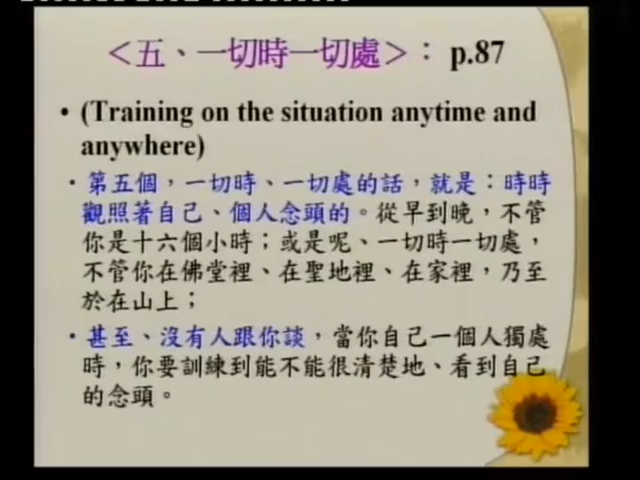 ＜五、一切時一切處＞： p.87
• (Training on the situation anytime and
anywhere)
• 第五個，一切時、一切處的話，就是：時時
觀照著自己、個人念頭的。從早到晚，不管
你是十六個小時；或是呢、一切時一切處，
不管你在佛堂裡、在聖地裡、在家裡，乃至
於在山上；
• 甚至、沒有人跟你談，當你自己一個人獨處
時，你要訓練到能不能很清楚地、看到自己
的念頭。